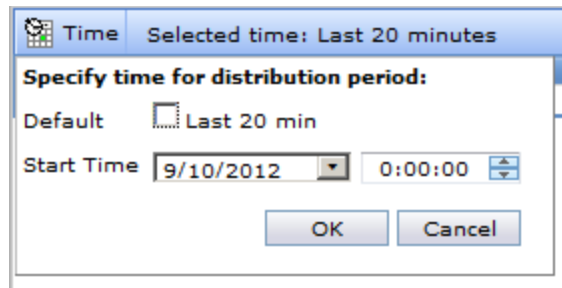 Time Selected time: Last 20 minutes
Specify time for distribution period:
Default Last 20 min
Start Time 9/10/2012 0:00:00
OK Cancel